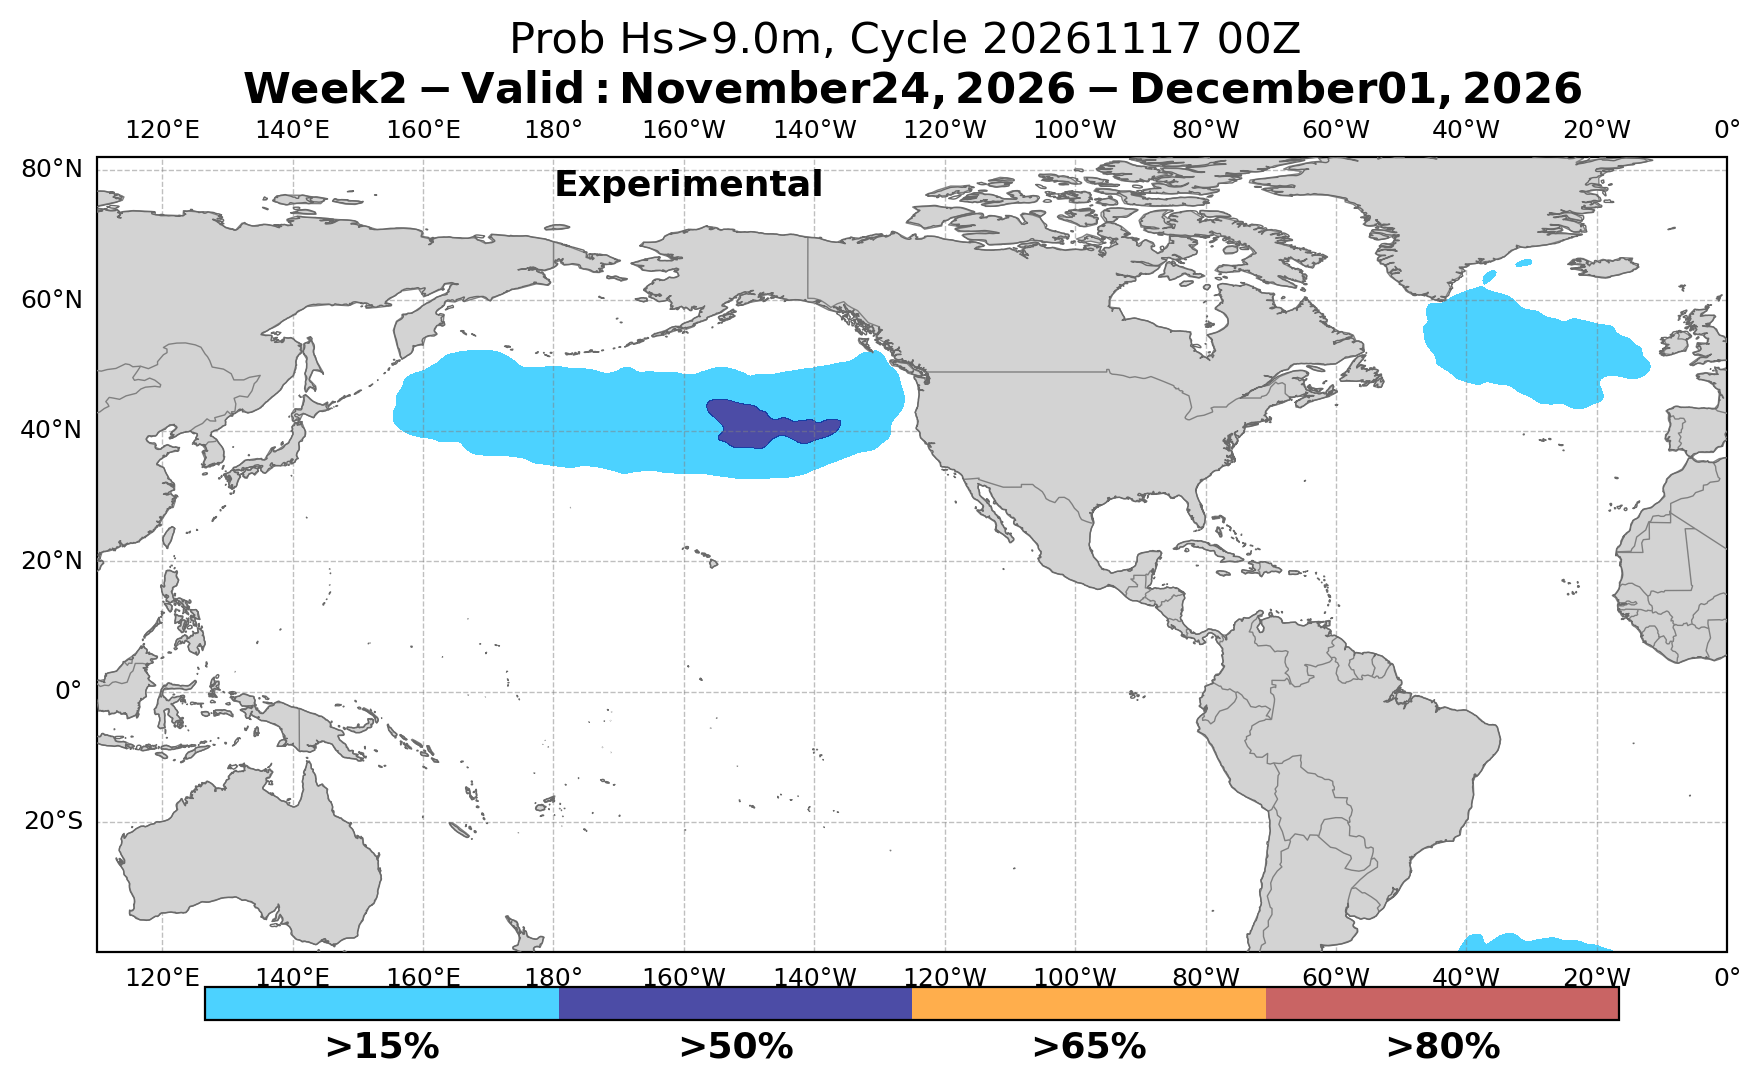 Prob Hs>9.0m, Cycle 20261117 00Z
Week2 − Valid : November24, 2026 − December01, 2026
120°E 140°E 160°E 180° 160°W 140°W 120°W 100°W 80°W 60°W 40°W 20°W 0°
80°N
Experimental
60°N
40°N
20°N
0°
20°S
120°E 140°E 160°E 180° 160°W 140°W 120°W 100°W 80°W 60°W 40°W 20°W 0°
>15% >50% >65% >80%